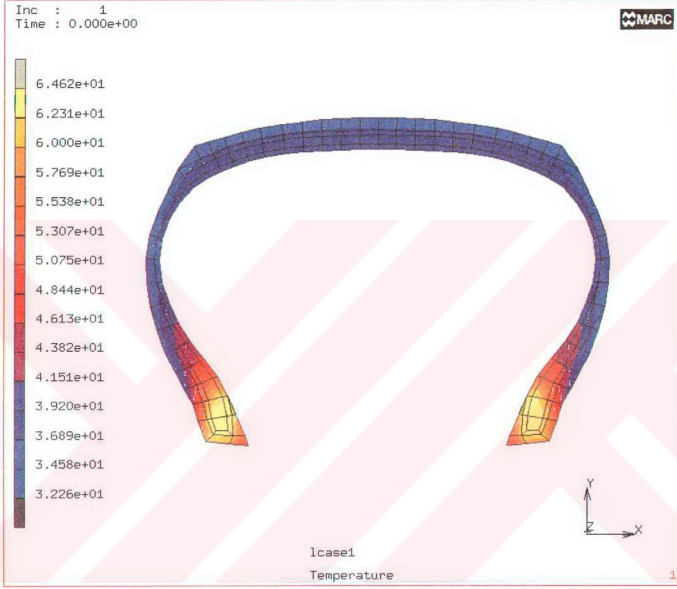 Inc : 1
Time : 0.000e+00
MARC
6.462e+01
6.231e+01
6.000e+01
5.769e+01
5.538e+01
5.307e+01
5.075e+01
4.844e+01
4.613e+01
4.382e+01
4.151e+01
3.920e+01
3.689e+01
3.458e+01
3.226e+01
Y
Z
X
lcase1
Temperature
1